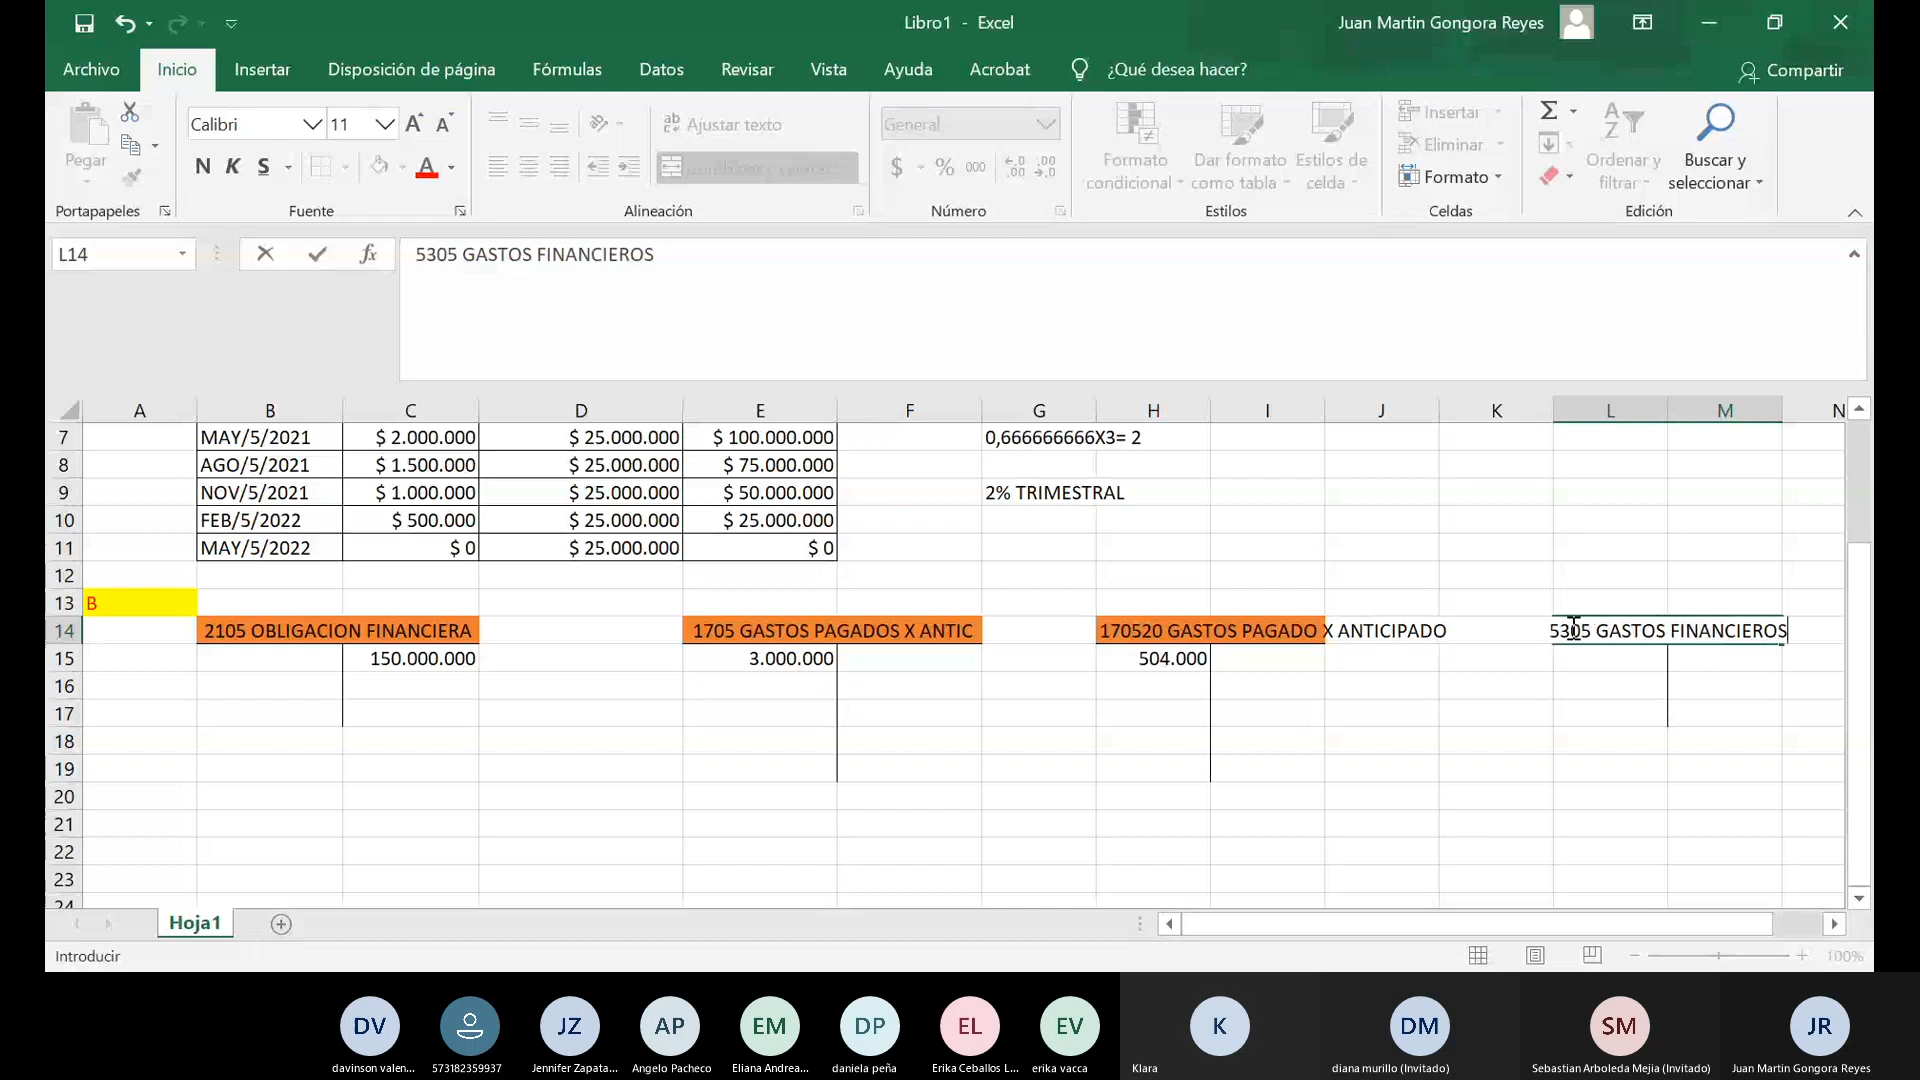 Libro1 - Excel
Juan Martin Gongora Reyes
Archivo Inicio Insertar Disposición de página Fórmulas Datos Revisar Vista Ayuda Acrobat ¿Qué desea hacer? Compartir
Pegar
Calibri 11
N K S
Ajustar texto
General
$ % 000
Formato condicional
Dar formato como tabla
Estilos de celda
Insertar
Eliminar
Formato
Ordenar y filtrar
Buscar y seleccionar
Portapapeles Fuente Alineación Número Estilos Celdas Edición
L14 fx 5305 GASTOS FINANCIEROS
A B C D E F G H I J K L M N
7 MAY/5/2021 $ 2.000.000 $ 25.000.000 $ 100.000.000 0,666666666X3= 2
8 AGO/5/2021 $ 1.500.000 $ 25.000.000 $ 75.000.000
9 NOV/5/2021 $ 1.000.000 $ 25.000.000 $ 50.000.000 2% TRIMESTRAL
10 FEB/5/2022 $ 500.000 $ 25.000.000 $ 25.000.000
11 MAY/5/2022 $ 0 $ 25.000.000 $ 0
12
13 B
14 2105 OBLIGACION FINANCIERA 1705 GASTOS PAGADOS X ANTIC 170520 GASTOS PAGADO X ANTICIPADO 5305 GASTOS FINANCIEROS
15 150.000.000 3.000.000 504.000
16
17
18
19
20
21
22
23
24
Hoja1
Introducir 100%
DV JZ AP EM DP EL EV K DM SM JR
davinson valen... 573182359937 Jennifer Zapata... Angelo Pacheco Eliana Andrea... daniela peña Erika Ceballos L... erika vacca Klara diana murillo (Invitado) Sebastian Arboleda Mejia (Invitado) Juan Martin Gongora Reyes